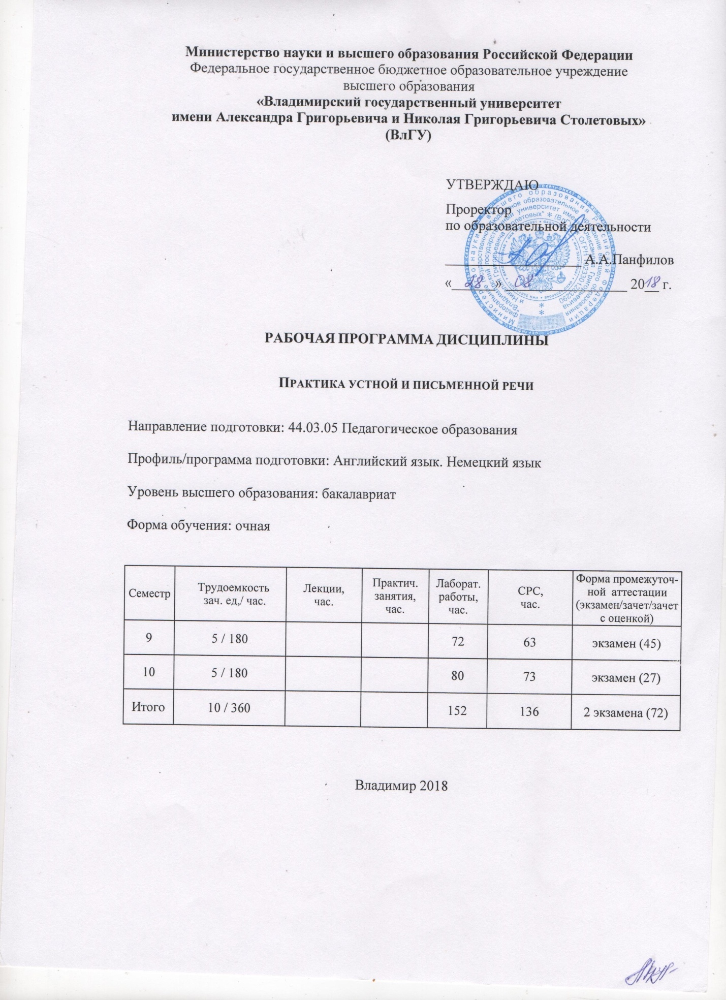 Министерство науки и высшего образования Российской Федерации
Федеральное государственное бюджетное образовательное учреждение
высшего образования
«Владимирский государственный университет
имени Александра Григорьевича и Николая Григорьевича Столетовых»
(ВлГУ)
УТВЕРЖДАЮ
Проректор
по образовательной деятельности
А.А.Панфилов
« 28 » 08 2018 г.
РАБОЧАЯ ПРОГРАММА ДИСЦИПЛИНЫ
ПРАКТИКА УСТНОЙ И ПИСЬМЕННОЙ РЕЧИ
Направление подготовки: 44.03.05 Педагогическое образования
Профиль/программа подготовки: Английский язык. Немецкий язык
Уровень высшего образования: бакалавриат
Форма обучения: очная
Семестр
Трудоемкость
зач. ед,/ час.
Лекции,
час.
Практич.
занятия,
час.
Лаборат.
работы,
час.
СРС,
час.
Форма промежуточ-
ной аттестации
(экзамен/зачет/зачет
с оценкой)
9
5 / 180
72
63
экзамен (45)
10
5 / 180
80
73
экзамен (27)
Итого
10 / 360
152
136
2 экзамена (72)
Владимир 2018